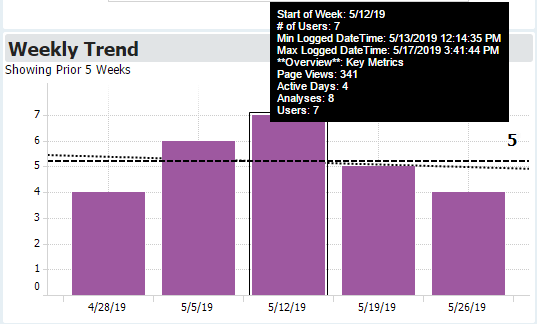 Start of Week: 5/12/19
# of Users: 7
Min Logged DateTime: 5/13/2019 12:14:35 PM
Max Logged DateTime: 5/17/2019 3:41:44 PM
**Overview**: Key Metrics
Page Views: 341
Active Days: 4
Analyses: 8
Users: 7
Weekly Trend
Showing Prior 5 Weeks
7
6
5
5
4
3
2
1
0
4/28/19 5/5/19 5/12/19 5/19/19 5/26/19